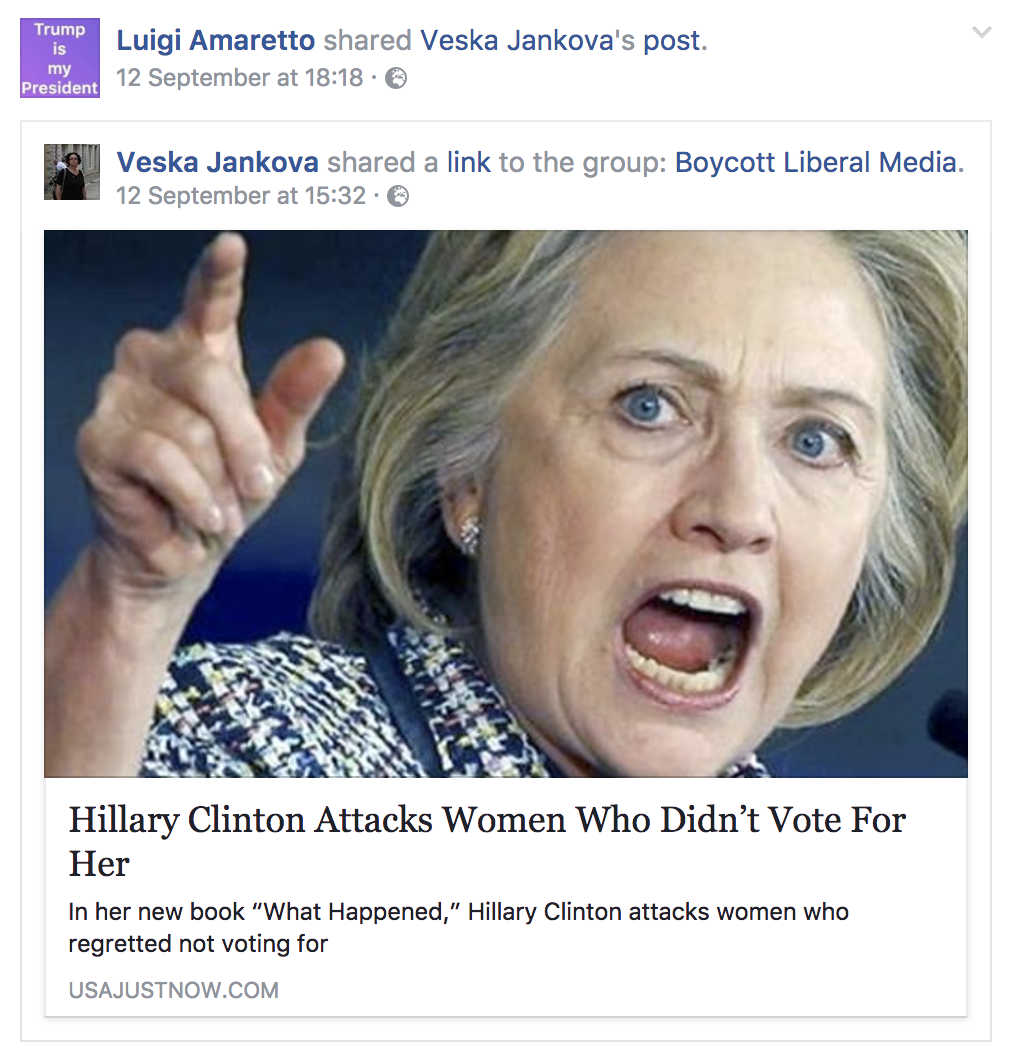 Trump
is
my
President
Luigi Amaretto shared Veska Jankova's post.
12 September at 18:18 ·
Veska Jankova shared a link to the group: Boycott Liberal Media.
12 September at 15:32 ·
Hillary Clinton Attacks Women Who Didn’t Vote For
Her
In her new book “What Happened,” Hillary Clinton attacks women who
regretted not voting for
USAJUSTNOW.COM